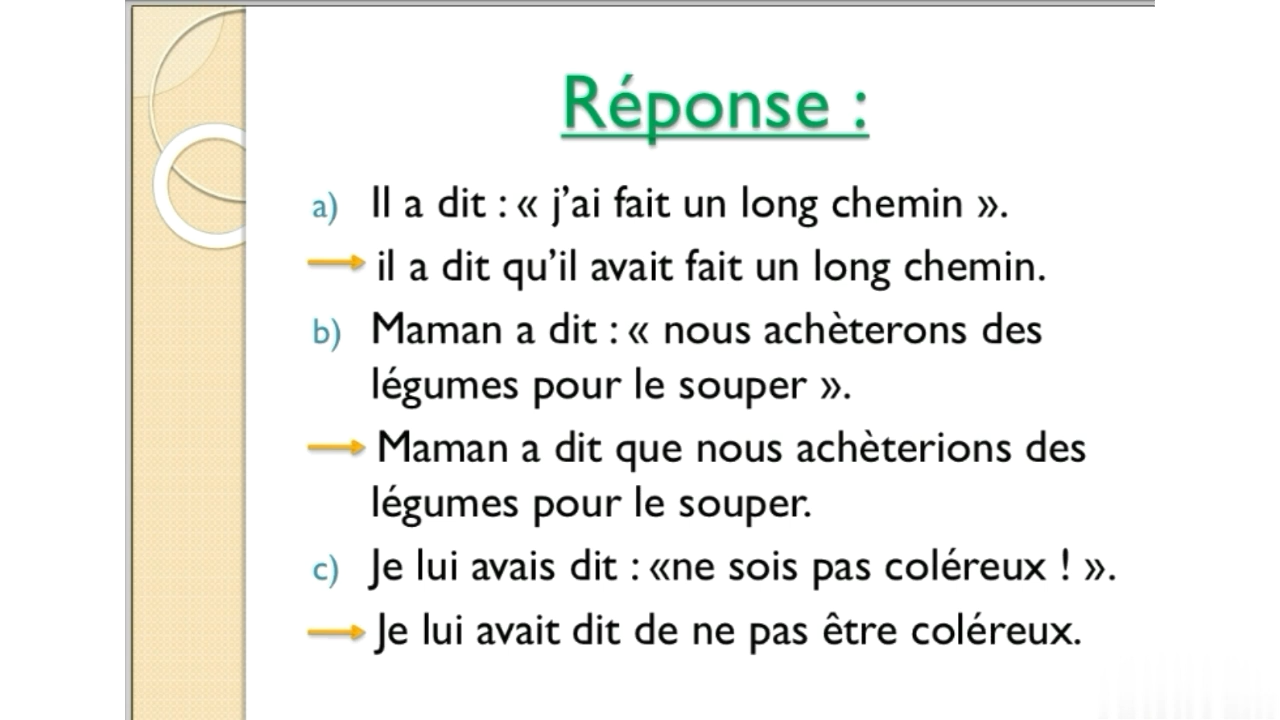 Réponse :
a) Il a dit : « j’ai fait un long chemin ».
il a dit qu’il avait fait un long chemin.
b) Maman a dit : « nous achèterons des
légumes pour le souper ».
Maman a dit que nous achèterions des
légumes pour le souper.
c) Je lui avais dit : «ne sois pas coléreux ! ».
Je lui avait dit de ne pas être coléreux.